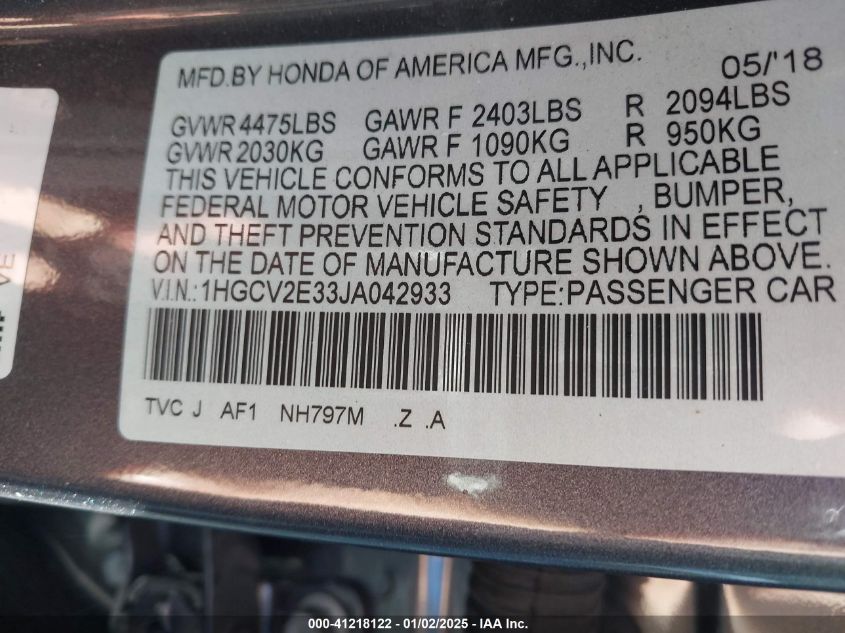 MFD.BY HONDA OF AMERICA MFG.,INC. 05/'18
GVWR 4475LBS GAWR F 2403LBS R 2094LBS
GVWR 2030KG GAWR F 1090KG R 950KG
THIS VEHICLE CONFORMS TO ALL APPLICABLE
FEDERAL MOTOR VEHICLE SAFETY , BUMPER,
AND THEFT PREVENTION STANDARDS IN EFFECT
ON THE DATE OF MANUFACTURE SHOWN ABOVE.
V.I.N.:1HGCV2E33JA042933 TYPE:PASSENGER CAR
TVC J AF1 NH797M .Z .A
VE
000-41218122 - 01/02/2025 - IAA Inc.